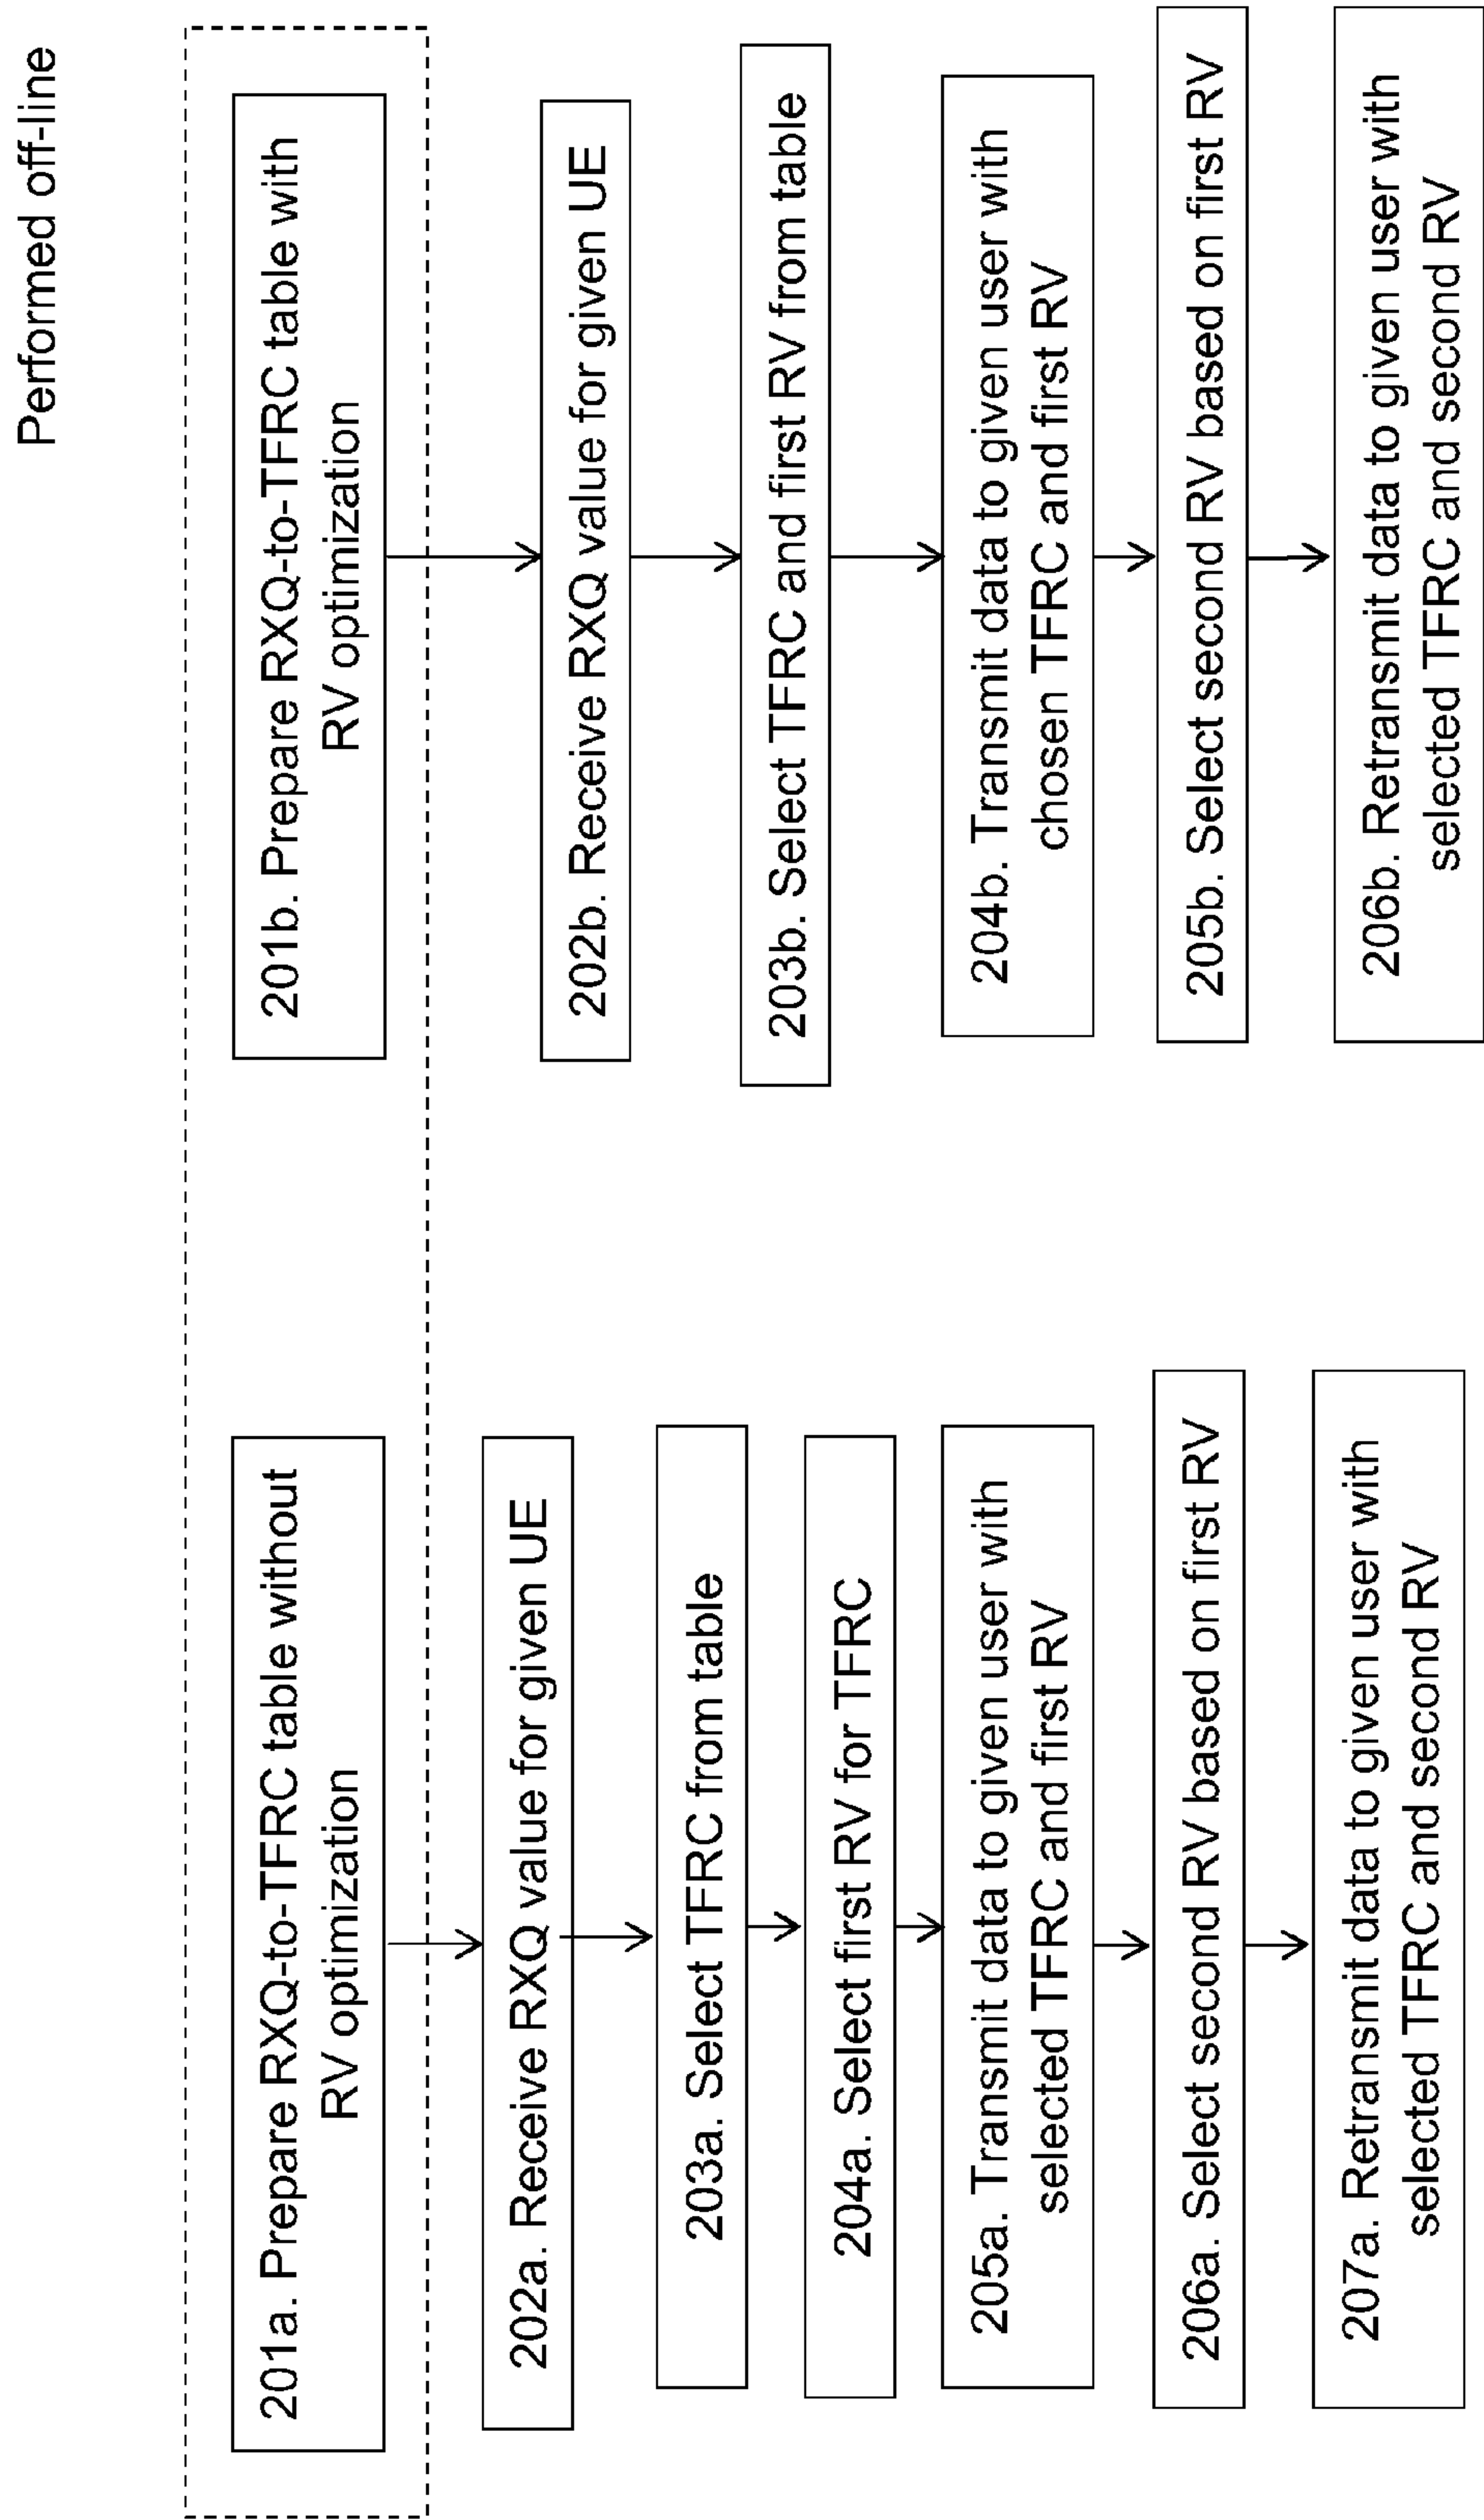 Performed off-line
201a. Prepare RXQ-to-TFRC table without
RV optimization
202a. Receive RXQ value for given UE
203a. Select TFRC from table
204a. Select first RV for TFRC
205a. Transmit data to given user with
selected TFRC and first RV
206a. Select second RV based on first RV
207a. Retransmit data to given user with
selected TFRC and second RV
201b. Prepare RXQ-to-TFRC table with
RV optimization
202b. Receive RXQ value for given UE
203b. Select TFRC and first RV from table
204b. Transmit data to given user with
chosen TFRC and first RV
205b. Select second RV based on first RV
206b. Retransmit data to given user with
selected TFRC and second RV